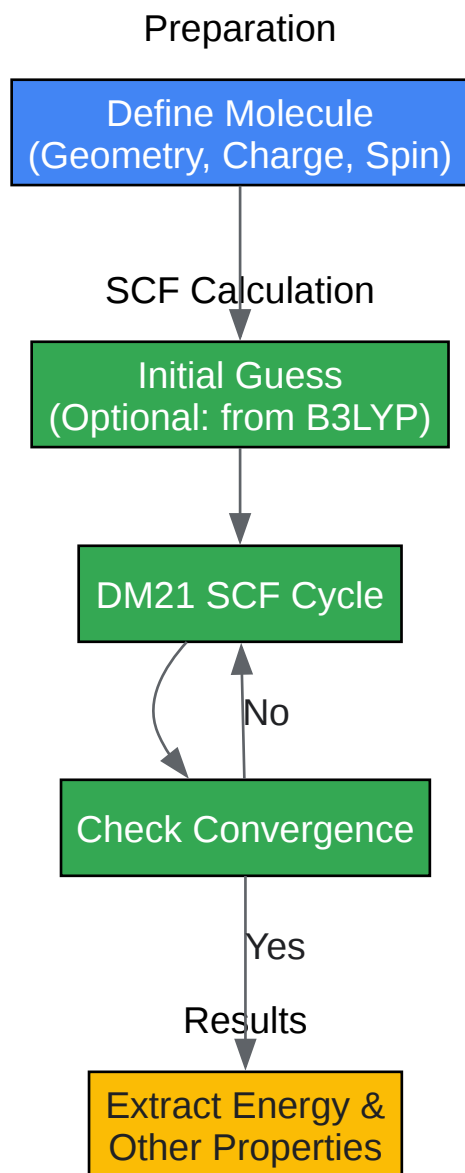 Preparation
Define Molecule
(Geometry, Charge, Spin)
SCF Calculation
Initial Guess
(Optional: from B3LYP)
DM21 SCF Cycle
No
Check Convergence
Yes
Results
Extract Energy &
Other Properties